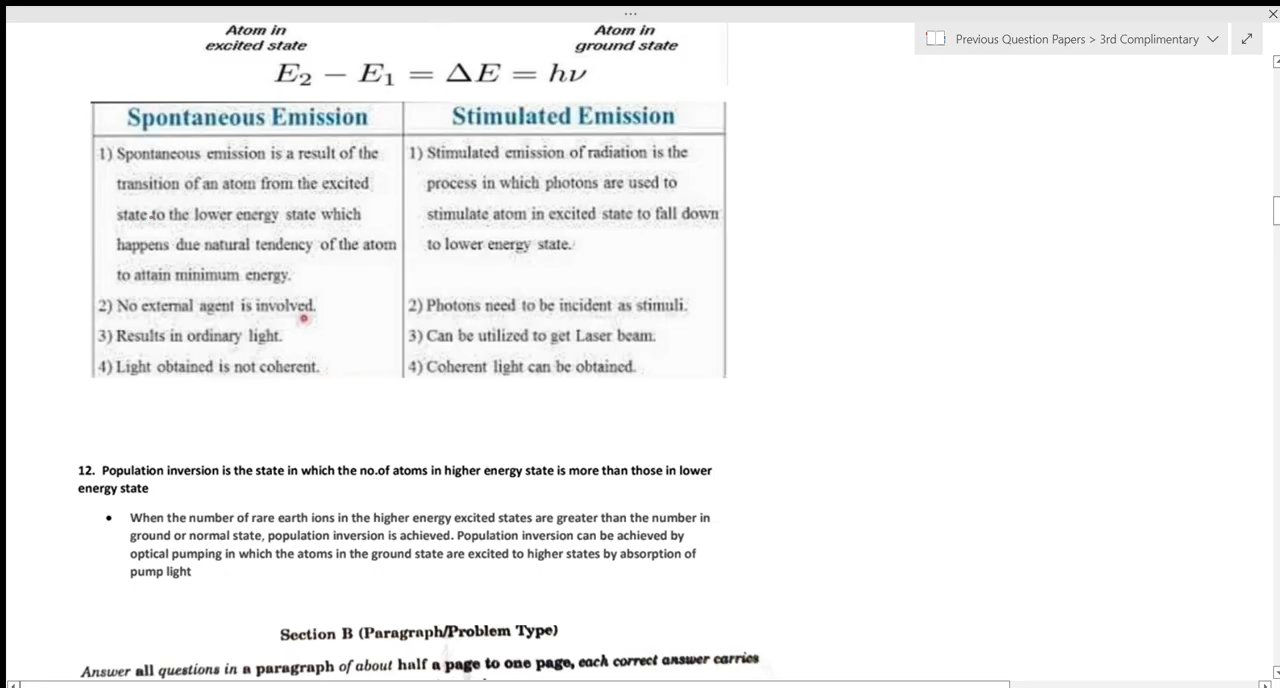 ...
Previous Question Papers > 3rd Complimentary
Atom in
excited state
Atom in
ground state
E₂ − E₁ = ΔE = hν
Spontaneous Emission
1) Spontaneous emission is a result of the
transition of an atom from the excited
state to the lower energy state which
happens due natural tendency of the atom
to attain minimum energy.
2) No external agent is involved.
3) Results in ordinary light.
4) Light obtained is not coherent.
Stimulated Emission
1) Stimulated emission of radiation is the
process in which photons are used to
stimulate atom in excited state to fall down
to lower energy state.
2) Photons need to be incident as stimuli.
3) Can be utilized to get Laser beam.
4) Coherent light can be obtained.
12. Population inversion is the state in which the no.of atoms in higher energy state is more than those in lower
energy state
• When the number of rare earth ions in the higher energy excited states are greater than the number in
ground or normal state, population inversion is achieved. Population inversion can be achieved by
optical pumping in which the atoms in the ground state are excited to higher states by absorption of
pump light
Section B (Paragraph/Problem Type)
Answer all questions in a paragraph of about half a page to one page, each correct answer carries